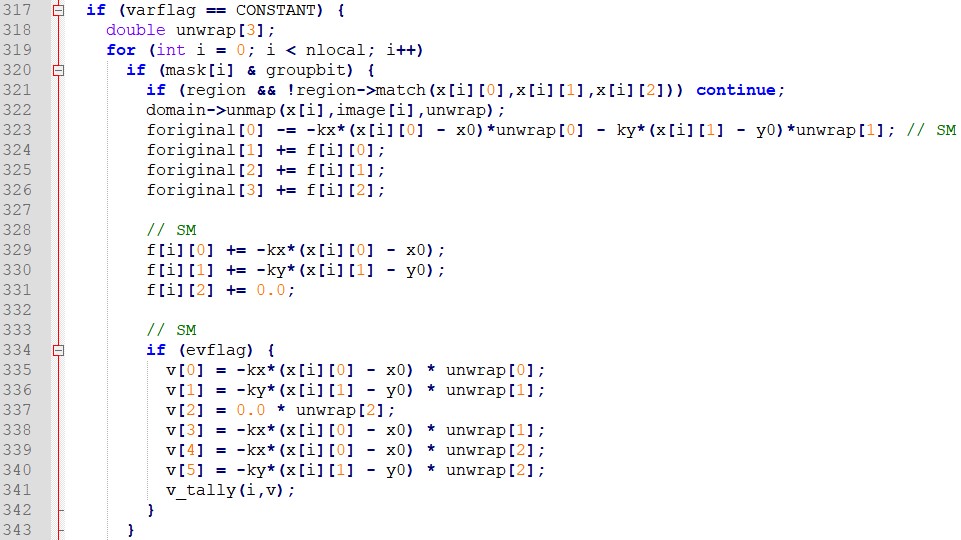 317 if (varflag == CONSTANT) {
318 double unwrap[3];
319 for (int i = 0; i < nlocal; i++)
320 if (mask[i] & groupbit) {
321 if (region && !region->match(x[i][0],x[i][1],x[i][2])) continue;
322 domain->unmap(x[i],image[i],unwrap);
323 foriginal[0] -= -kx*(x[i][0] - x0)*unwrap[0] - ky*(x[i][1] - y0)*unwrap[1]; // SM
324 foriginal[1] += f[i][0];
325 foriginal[2] += f[i][1];
326 foriginal[3] += f[i][2];
327
328 // SM
329 f[i][0] += -kx*(x[i][0] - x0);
330 f[i][1] += -ky*(x[i][1] - y0);
331 f[i][2] += 0.0;
332
333 // SM
334 if (evflag) {
335 v[0] = -kx*(x[i][0] - x0) * unwrap[0];
336 v[1] = -ky*(x[i][1] - y0) * unwrap[1];
337 v[2] = 0.0 * unwrap[2];
338 v[3] = -kx*(x[i][0] - x0) * unwrap[1];
339 v[4] = -kx*(x[i][0] - x0) * unwrap[2];
340 v[5] = -ky*(x[i][1] - y0) * unwrap[2];
341 v_tally(i,v);
342 }
343 }